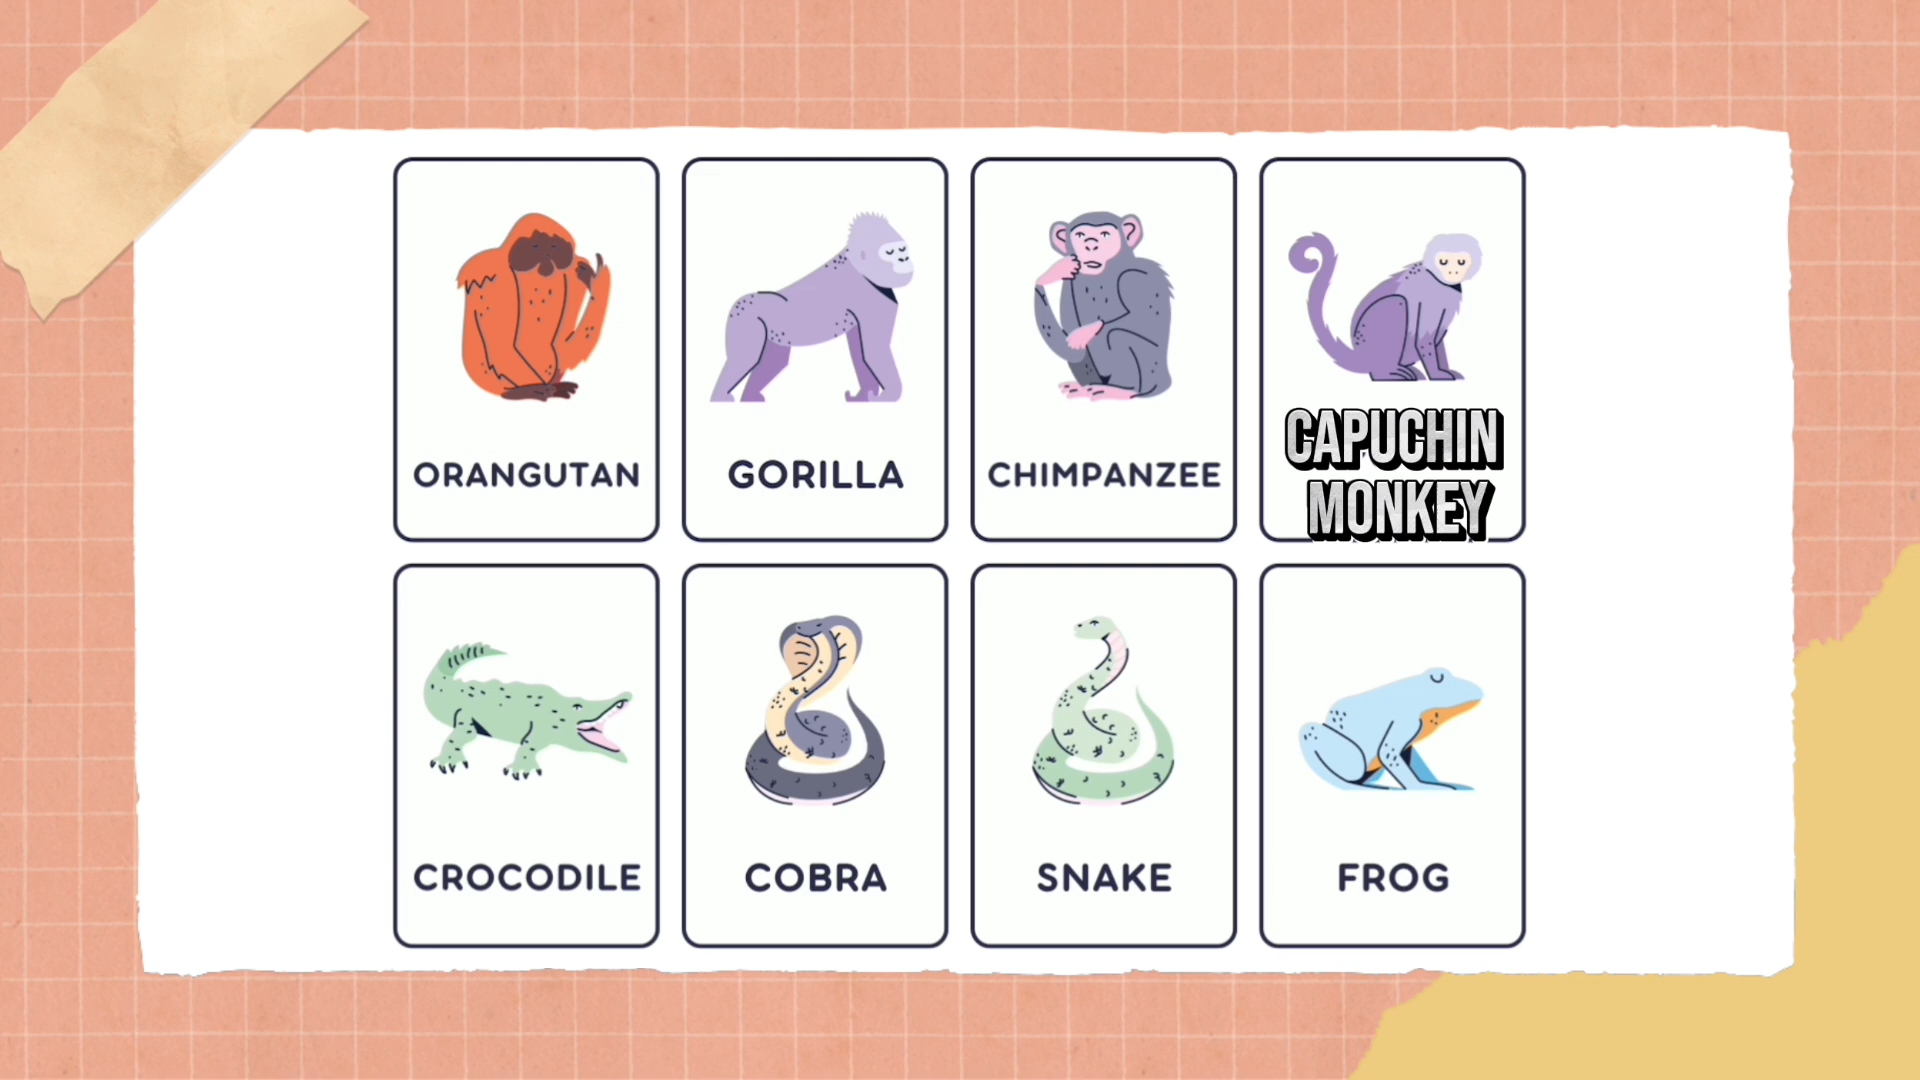 ORANGUTAN
GORILLA
CHIMPANZEE
CAPUCHIN
MONKEY
CROCODILE
COBRA
SNAKE
FROG